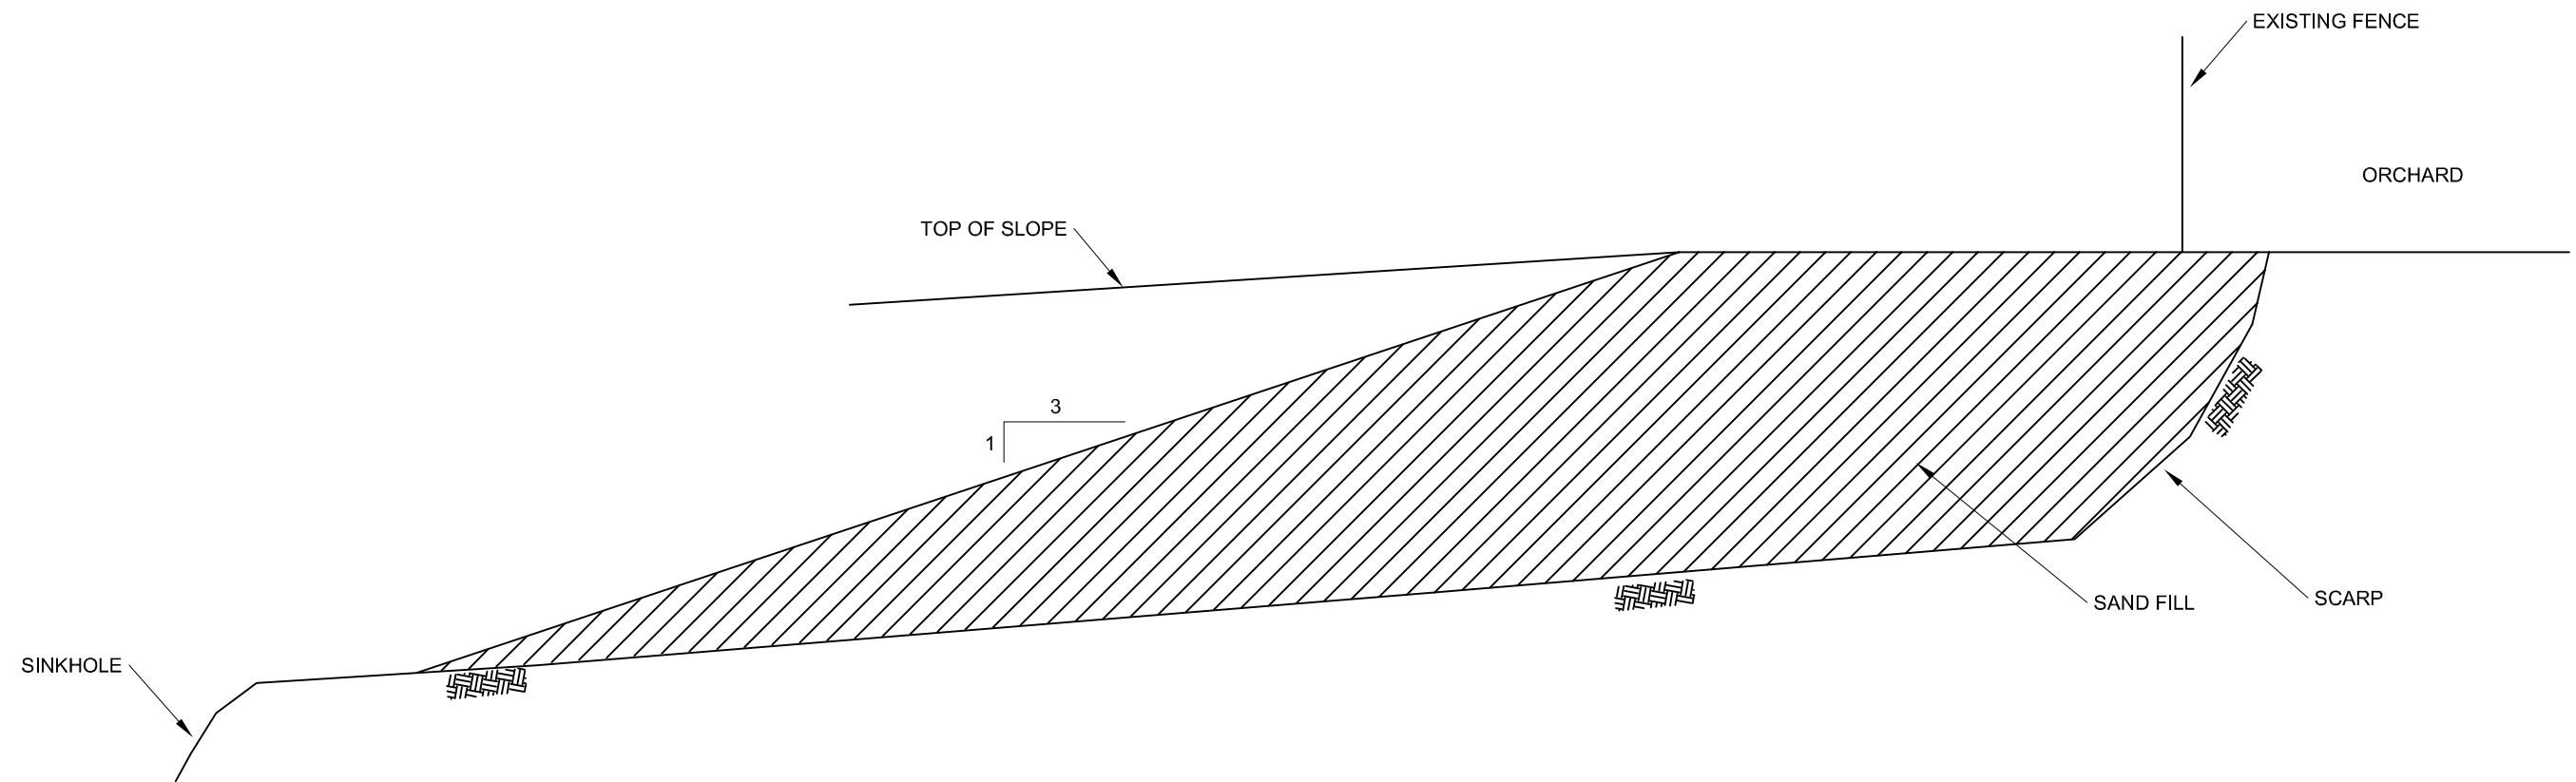 EXISTING FENCE
ORCHARD
TOP OF SLOPE
3
1
SAND FILL
SCARP
SINKHOLE